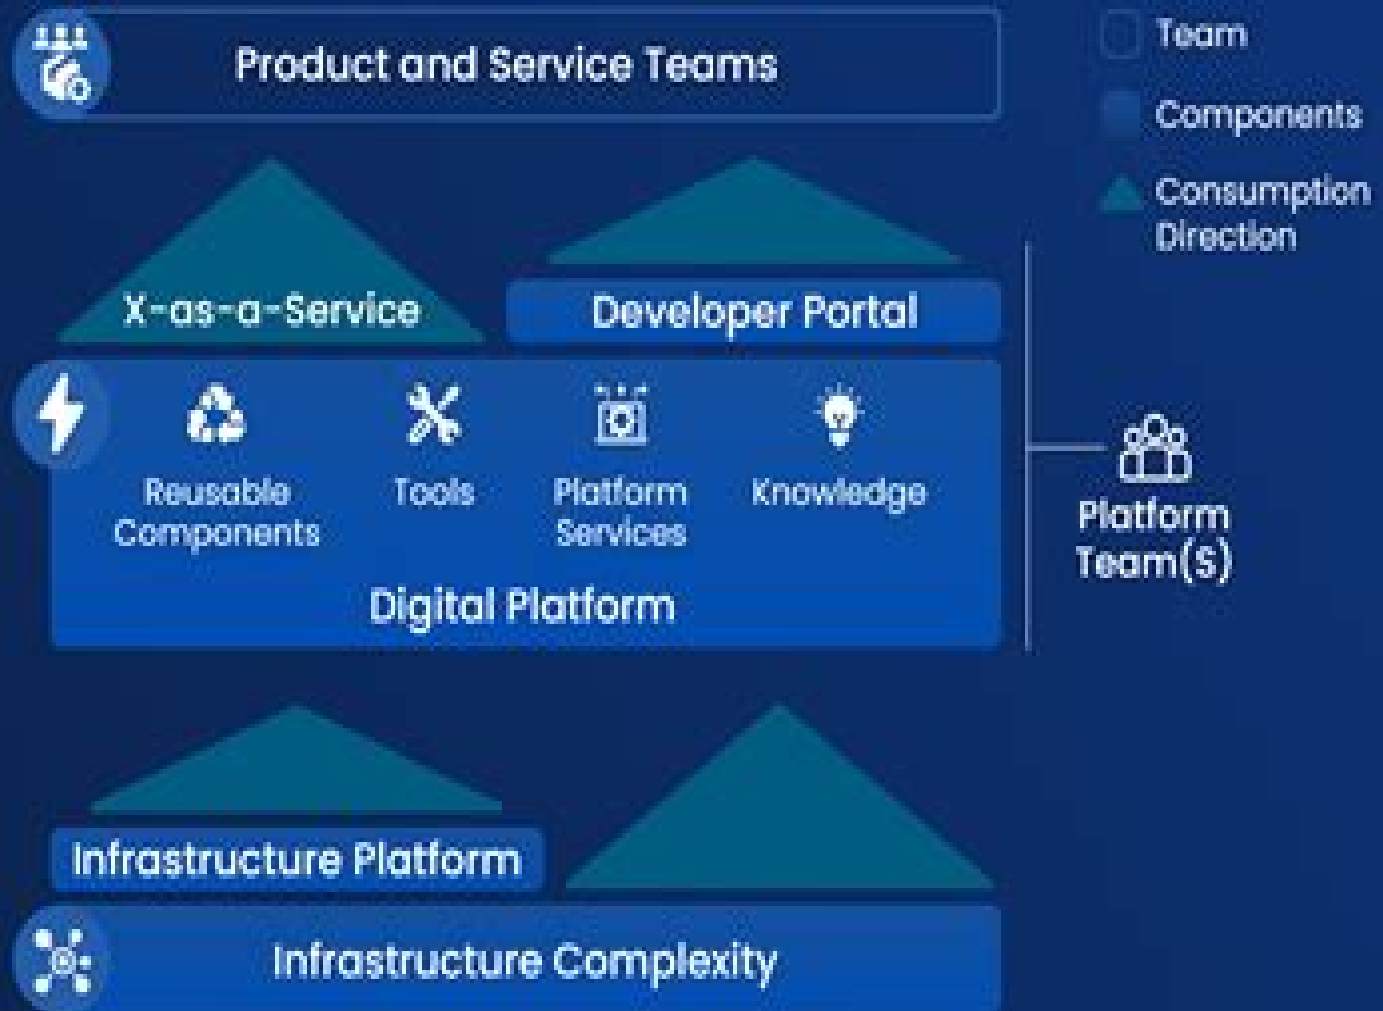 Product and Service Teams
Team
Components
Consumption
Direction
X-as-a-Service
Developer Portal
Reusable
Components
Tools
Platform
Services
Knowledge
Digital Platform
Platform
Team(S)
Infrastructure Platform
Infrastructure Complexity